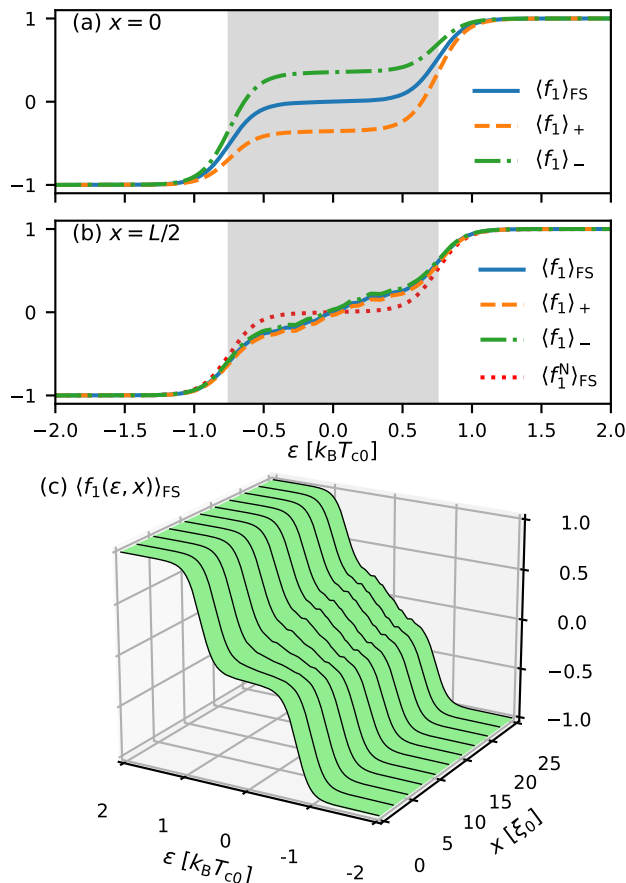 (a) x = 0
1
0
−1
⟨f₁⟩FS
⟨f₁⟩₊
⟨f₁⟩₋
(b) x = L/2
1
0
−1
⟨f₁⟩FS
⟨f₁⟩₊
⟨f₁⟩₋
⟨f₁ᴺ⟩FS
−2.0 −1.5 −1.0 −0.5 0.0 0.5 1.0 1.5 2.0
ε [kBTc0]
(c) ⟨f₁(ε, x)⟩FS
1.0
0.5
0.0
−0.5
−1.0
2 1 0 -1 -2
ε [kBTc0]
0 5 10 15 20 25
x [ξ₀]